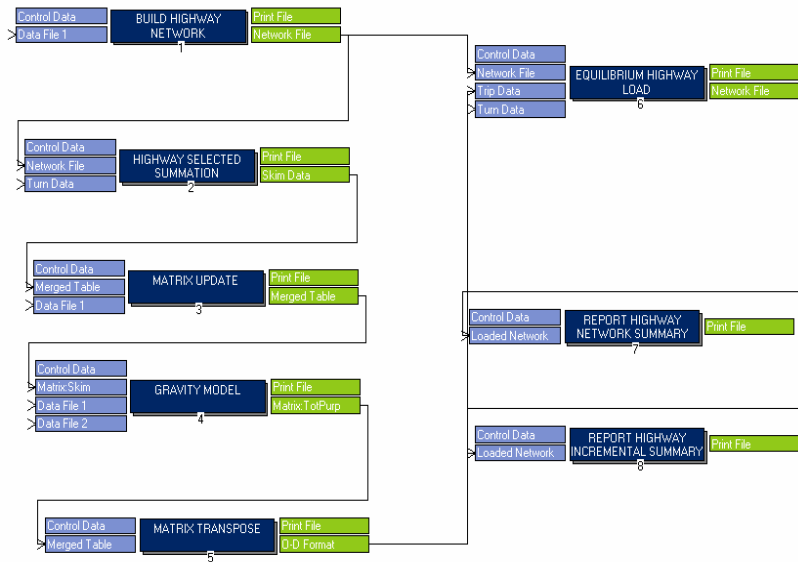 Control Data
Data File 1
BUILD HIGHWAY
NETWORK
1
Print File
Network File
Control Data
Network File
Turn Data
HIGHWAY SELECTED
SUMMATION
2
Print File
Skim Data
Control Data
Merged Table
Data File 1
MATRIX UPDATE
3
Print File
Merged Table
Control Data
Matrix:Skim
Data File 1
Data File 2
GRAVITY MODEL
4
Print File
Matrix:TotPurp
Control Data
Merged Table
MATRIX TRANSPOSE
5
Print File
O-D Format
Control Data
Network File
Trip Data
Turn Data
EQUILIBRIUM HIGHWAY
LOAD
6
Print File
Network File
Control Data
Loaded Network
REPORT HIGHWAY
NETWORK SUMMARY
7
Print File
Control Data
Loaded Network
REPORT HIGHWAY
INCREMENTAL SUMMARY
8
Print File